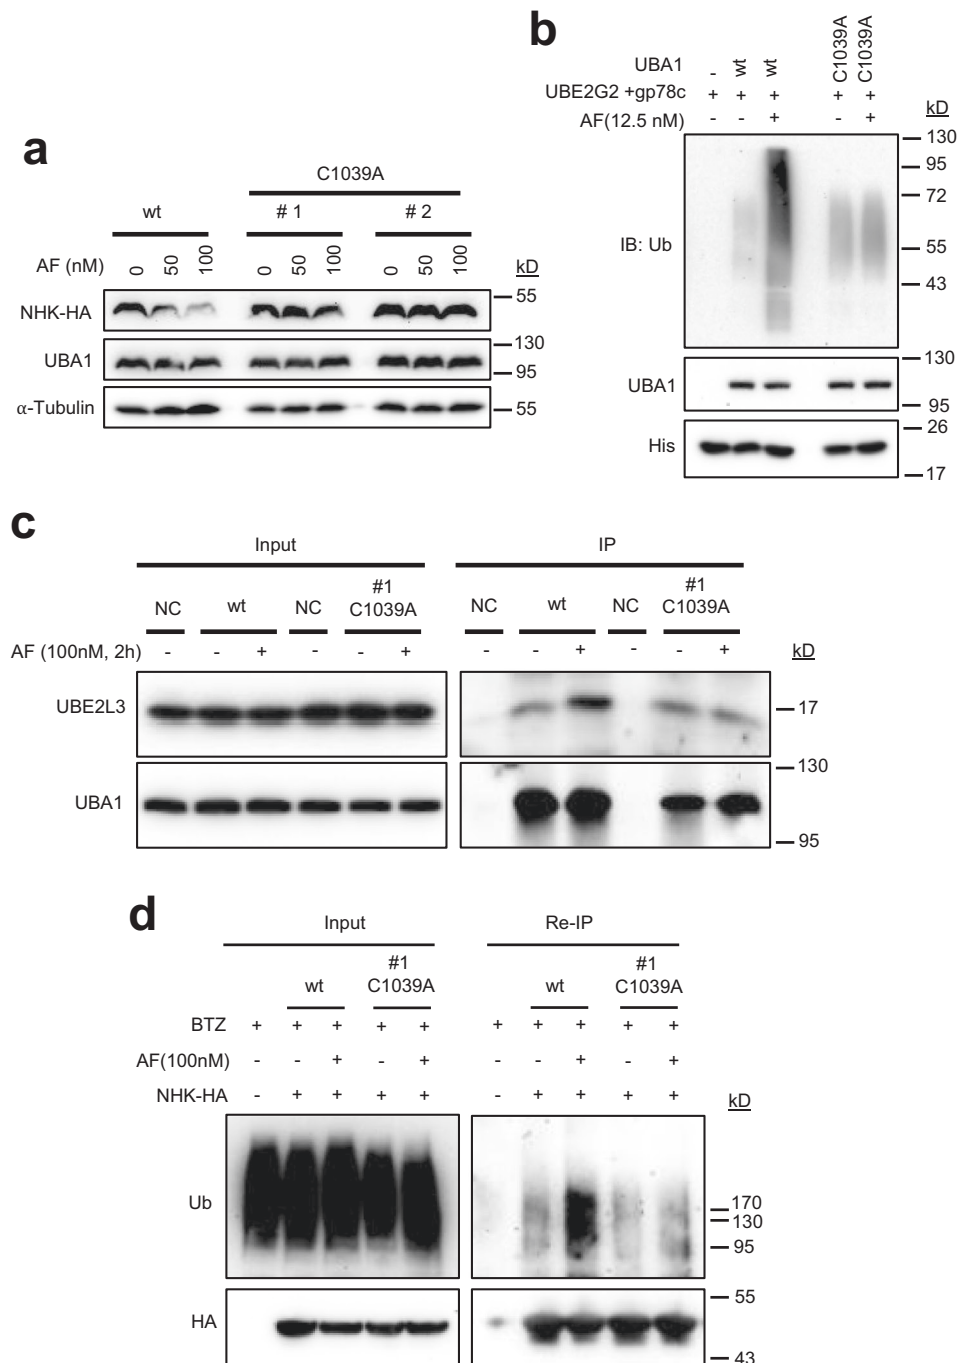 a
C1039A
wt # 1 # 2
AF (nM) 0 50 100 0 50 100 0 50 100 kD
NHK-HA 55
UBA1 130
95
α-Tubulin 55
b
UBA1 - wt wt C1039A C1039A
UBE2G2 +gp78c + + + + +
AF(12.5 nM) - + - + kD
130
95
72
IB: Ub 55
43
130
UBA1
95
26
His
17
c
Input IP
#1 #1
NC wt NC C1039A NC wt NC C1039A
AF (100nM, 2h) - - + - - + - - + - - + kD
UBE2L3 17
130
UBA1
95
d
Input Re-IP
#1 #1
wt C1039A wt C1039A
BTZ + + + + + + + + + +
AF(100nM) - - + - + - - + - +
NHK-HA - + + + + - + + + + kD
Ub 170
130
95
55
HA
43